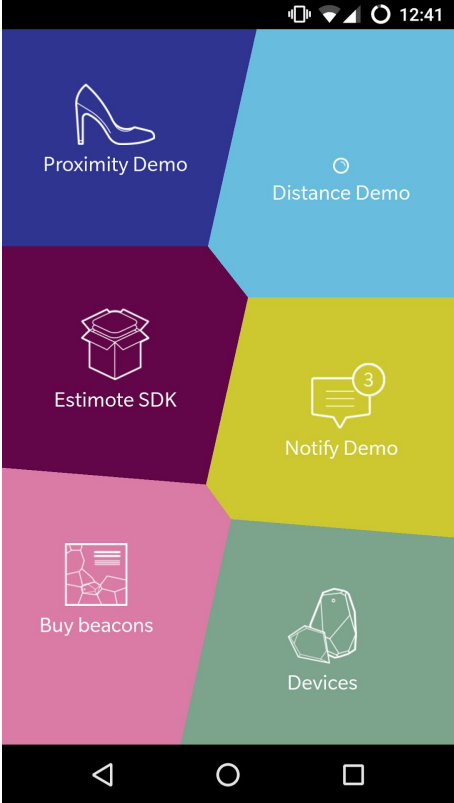 12:41
Proximity Demo
Distance Demo
Estimote SDK
3
Notify Demo
Buy beacons
Devices